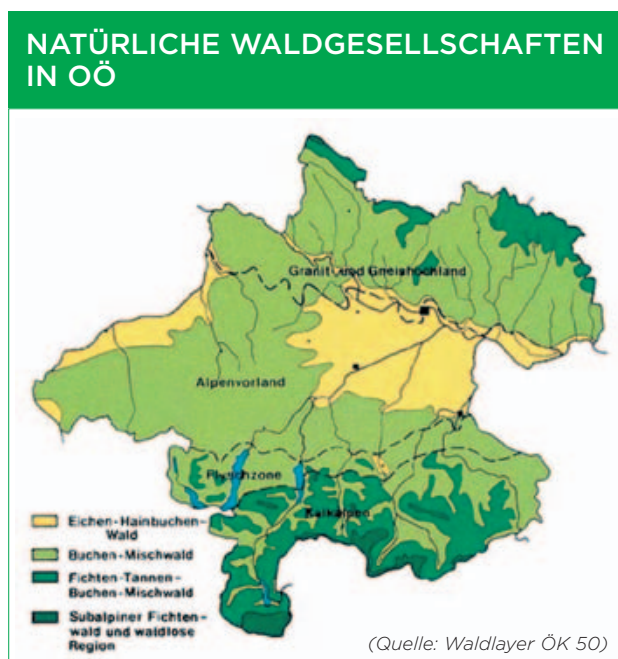 NATÜRLICHE WALDGESELLSCHAFTEN
IN OÖ
Granit- und Gneishochland
Alpenvorland
Flyschzone
Kalkalpen
Eichen-Hainbuchen-
Wald
Buchen-Mischwald
Fichten-Tannen-
Buchen-Mischwald
Subalpiner Fichten-
wald und waldlose
Region
(Quelle: Waldlayer ÖK 50)